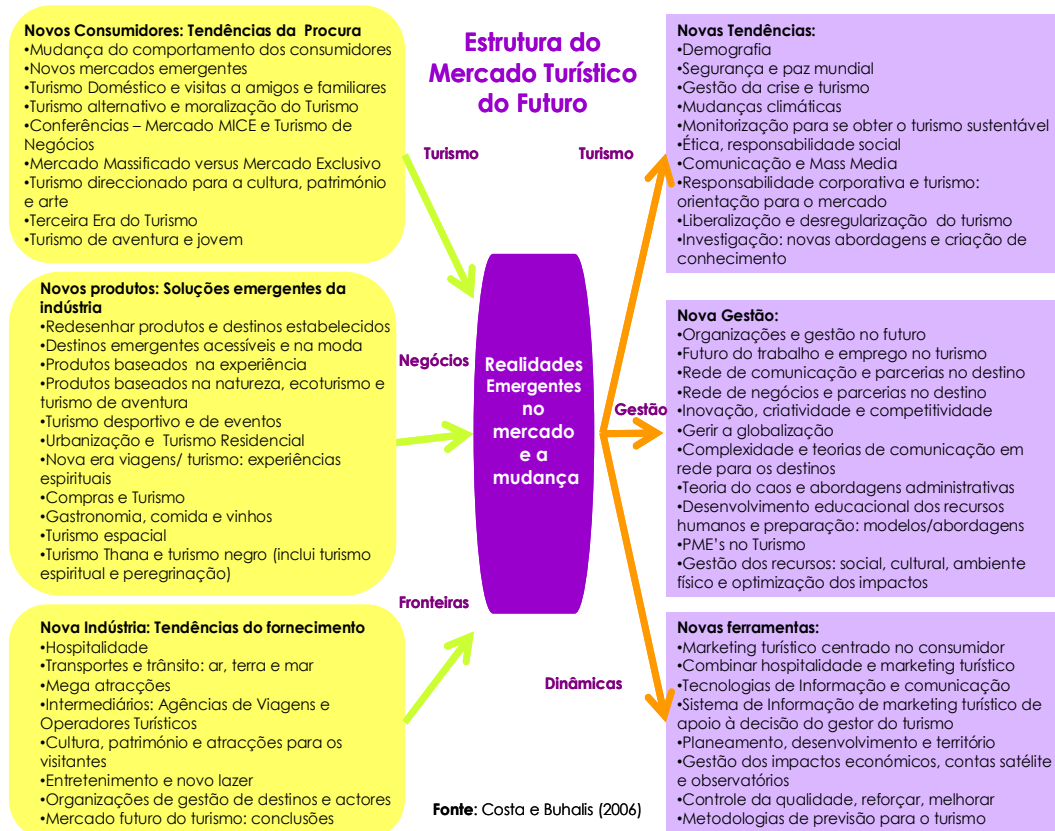 Novos Consumidores: Tendências da  Procura
•Mudança do comportamento dos consumidores
•Novos mercados emergentes
•Turismo Doméstico e visitas a amigos e familiares
•Turismo alternativo e moralização do Turismo
•Conferências – Mercado MICE e Turismo de
Negócios
•Mercado Massificado versus Mercado Exclusivo
•Turismo direccionado para a cultura, património
e arte
•Terceira Era do Turismo
•Turismo de aventura e jovem
Novos produtos: Soluções emergentes da
indústria
•Redesenhar produtos e destinos estabelecidos
•Destinos emergentes acessíveis e na moda
•Produtos baseados  na experiência
•Produtos baseados na natureza, ecoturismo e
turismo de aventura
•Turismo desportivo e de eventos
•Urbanização e  Turismo Residencial
•Nova era viagens/ turismo: experiências
espirituais
•Compras e Turismo
•Gastronomia, comida e vinhos
•Turismo espacial
•Turismo Thana e turismo negro (inclui turismo
espiritual e peregrinação)
Nova Indústria: Tendências do fornecimento
•Hospitalidade
•Transportes e trânsito: ar, terra e mar
•Mega atracções
•Intermediários: Agências de Viagens e
Operadores Turísticos
•Cultura, património e atracções para os
visitantes
•Entretenimento e novo lazer
•Organizações de gestão de destinos e actores
•Mercado futuro do turismo: conclusões
Estrutura do
Mercado Turístico
do Futuro
Turismo
Turismo
Negócios
Realidades
Emergentes
no
mercado
e a
mudança
Gestão
Fronteiras
Dinâmicas
Fonte: Costa e Buhalis (2006)
Novas Tendências:
•Demografia
•Segurança e paz mundial
•Gestão da crise e turismo
•Mudanças climáticas
•Monitorização para se obter o turismo sustentável
•Ética, responsabilidade social
•Comunicação e Mass Media
•Responsabilidade corporativa e turismo:
orientação para o mercado
•Liberalização e desregularização  do turismo
•Investigação: novas abordagens e criação de
conhecimento
Nova Gestão:
•Organizações e gestão no futuro
•Futuro do trabalho e emprego no turismo
•Rede de comunicação e parcerias no destino
•Rede de negócios e parcerias no destino
•Inovação, criatividade e competitividade
•Gerir a globalização
•Complexidade e teorias de comunicação em
rede para os destinos
•Teoria do caos e abordagens administrativas
•Desenvolvimento educacional dos recursos
humanos e preparação: modelos/abordagens
•PME's no Turismo
•Gestão dos recursos: social, cultural, ambiente
físico e optimização dos impactos
Novas ferramentas:
•Marketing turístico centrado no consumidor
•Combinar hospitalidade e marketing turístico
•Tecnologias de Informação e comunicação
•Sistema de Informação de marketing turístico de
apoio à decisão do gestor do turismo
•Planeamento, desenvolvimento e território
•Gestão dos impactos económicos, contas satélite
e observatórios
•Controle da qualidade, reforçar, melhorar
•Metodologias de previsão para o turismo